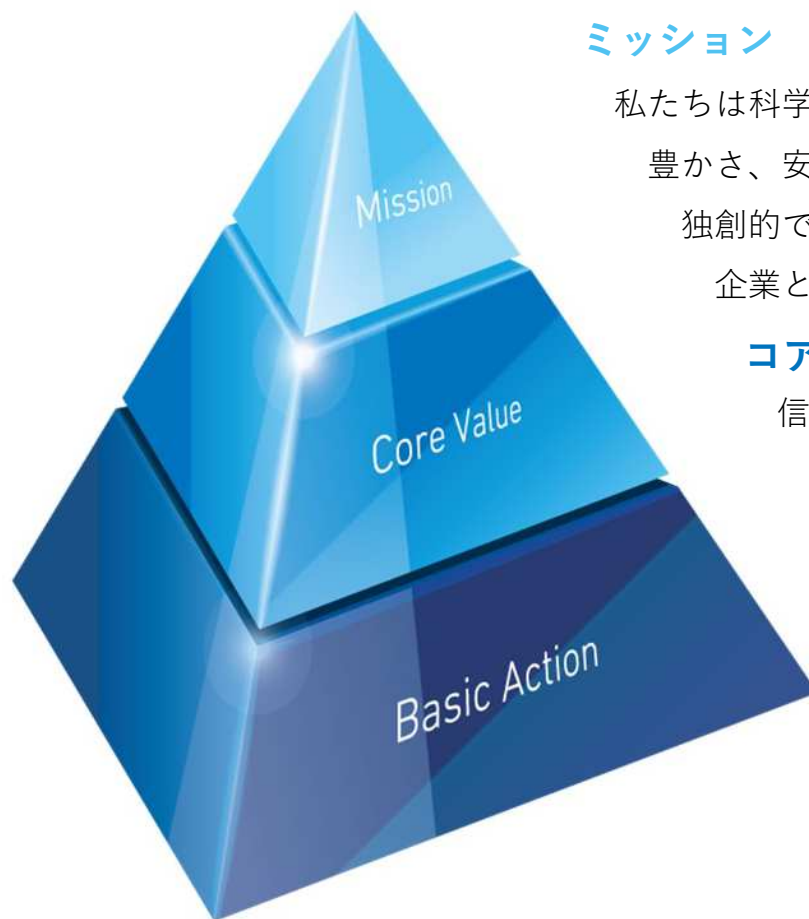 ミッション
私たちは科学
豊かさ、安
独創的で
企業と
コア
信
Mission
Core Value
Basic Action